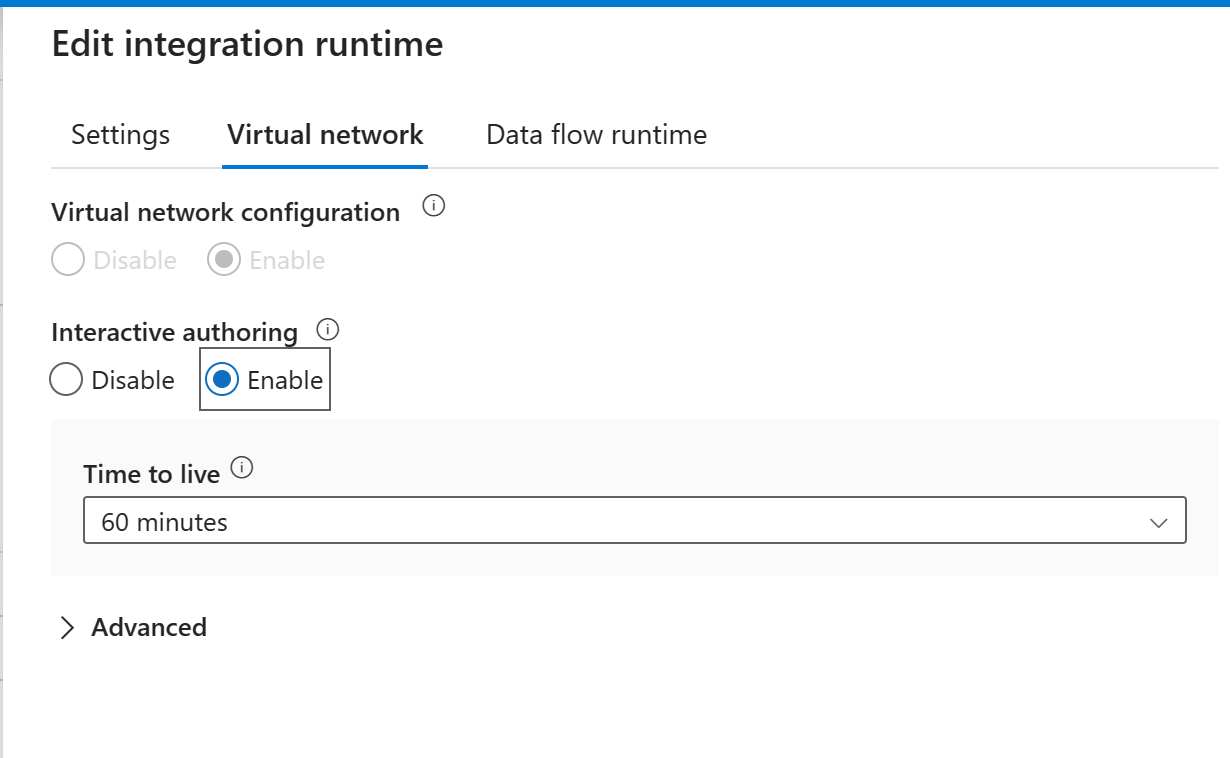 Edit integration runtime
Settings Virtual network Data flow runtime
Virtual network configuration
Disable Enable
Interactive authoring
Disable Enable
Time to live
60 minutes
Advanced